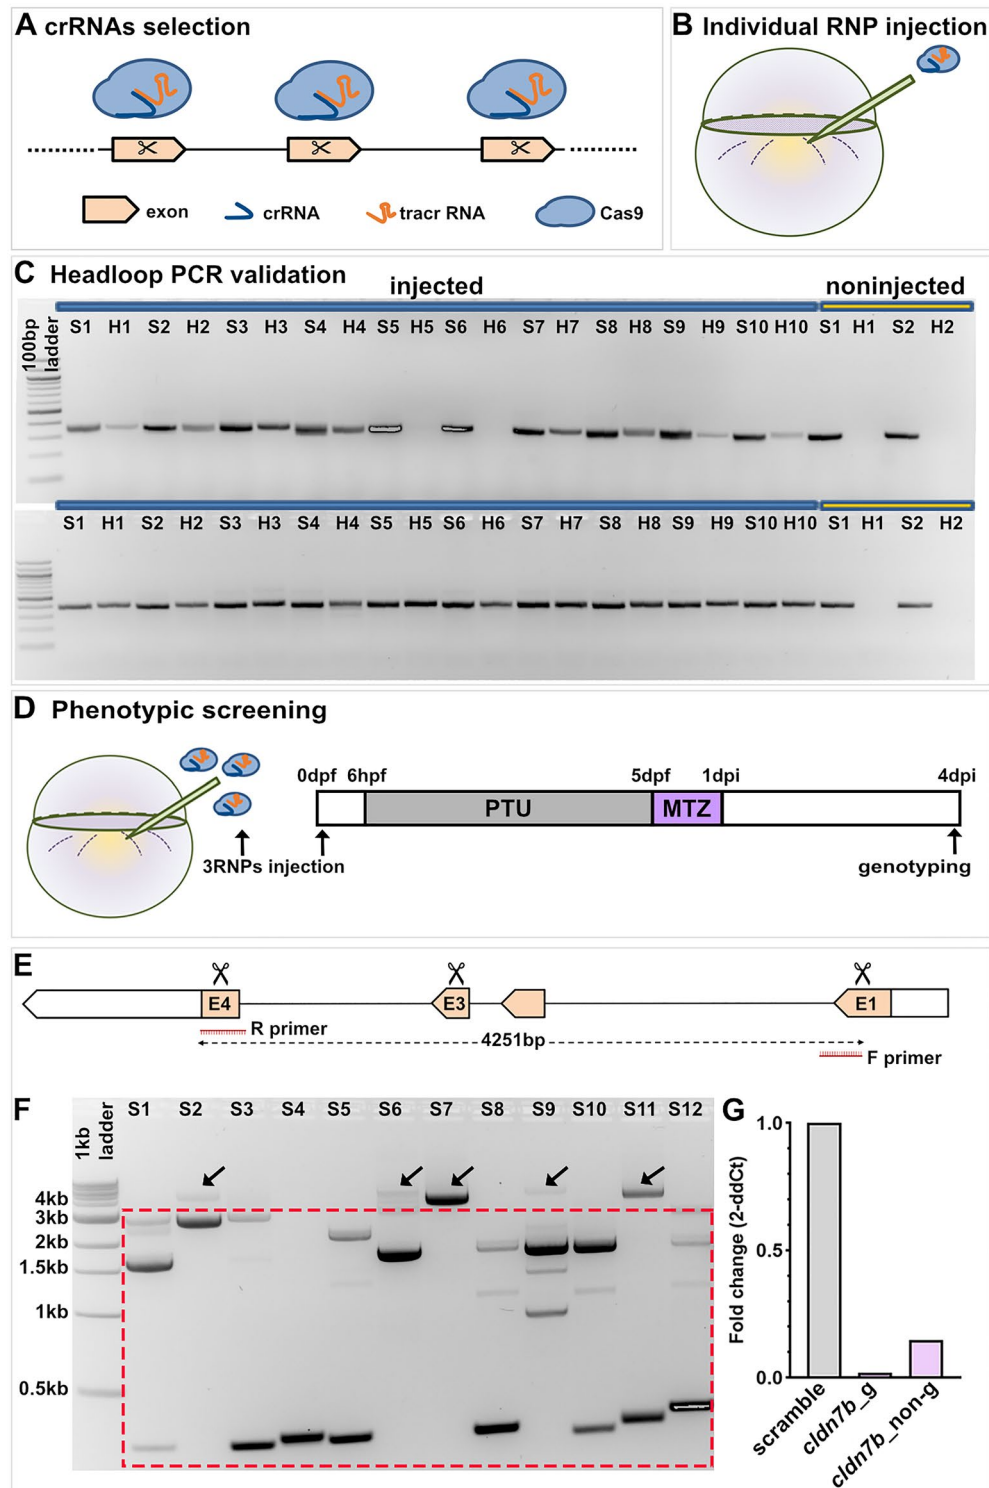 A crRNAs selection
exon
crRNA
tracr RNA
Cas9
B Individual RNP injection
C Headloop PCR validation
injected
noninjected
100bp
ladder
S1 H1 S2 H2 S3 H3 S4 H4 S5 H5 S6 H6 S7 H7 S8 H8 S9 H9 S10 H10 S1 H1 S2 H2
S1 H1 S2 H2 S3 H3 S4 H4 S5 H5 S6 H6 S7 H7 S8 H8 S9 H9 S10 H10 S1 H1 S2 H2
D Phenotypic screening
3RNPs injection
0dpf 6hpf 5dpf 1dpi 4dpi
PTU MTZ
genotyping
E
E4 E3 E1
R primer
4251bp
F primer
F
1kb
ladder
S1 S2 S3 S4 S5 S6 S7 S8 S9 S10 S11 S12
4kb
3kb
2kb
1.5kb
1kb
0.5kb
G
Fold change (2-ddCt)
1.0
0.5
0.0
scramble
cldn7b_g
cldn7b_non-g